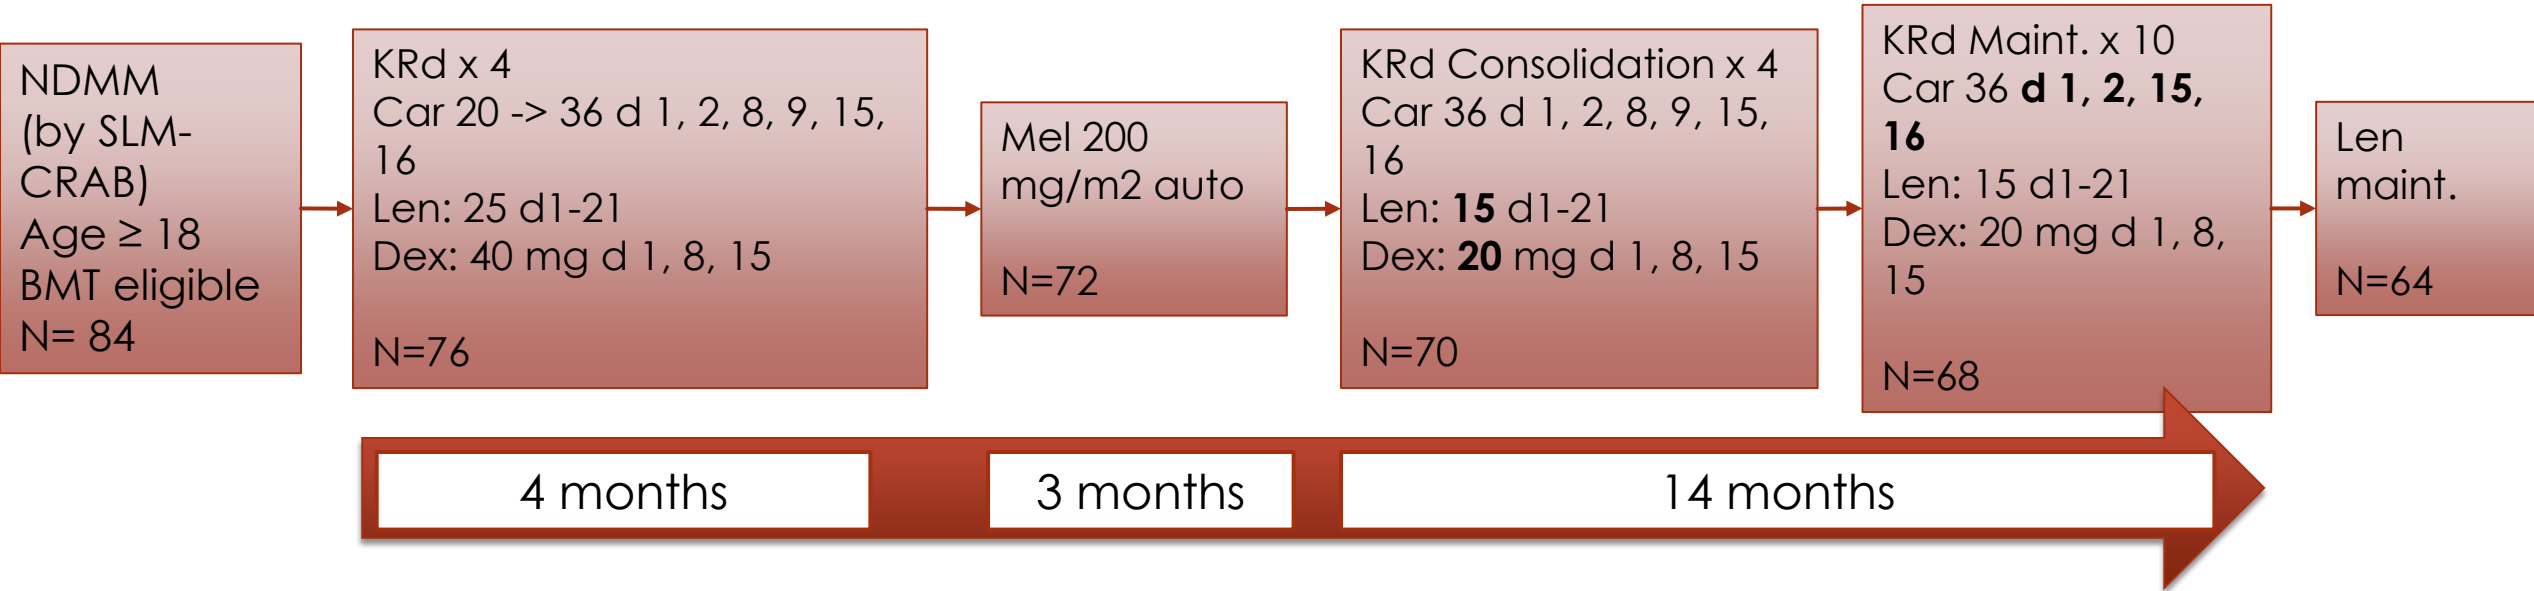 NDMM
(by SLM-
CRAB)
Age ≥ 18
BMT eligible
N= 84
KRd x 4
Car 20 -> 36 d 1, 2, 8, 9, 15,
16
Len: 25 d1-21
Dex: 40 mg d 1, 8, 15
N=76
Mel 200
mg/m2 auto
N=72
KRd Consolidation x 4
Car 36 d 1, 2, 8, 9, 15,
16
Len: 15 d1-21
Dex: 20 mg d 1, 8, 15
N=70
KRd Maint. x 10
Car 36 d 1, 2, 15,
16
Len: 15 d1-21
Dex: 20 mg d 1, 8,
15
N=68
Len
maint.
N=64
4 months
3 months
14 months